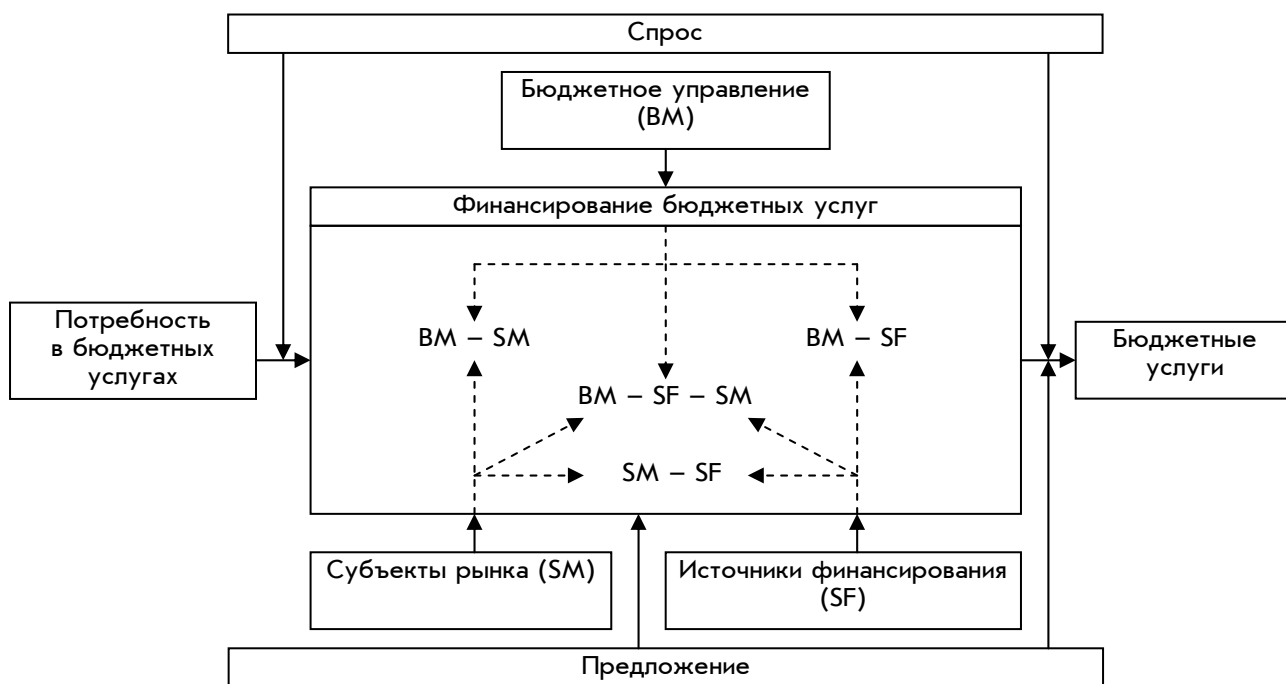 Спрос
Бюджетное управление
(BM)
Финансирование бюджетных услуг
Потребность
в бюджетных
услугах
BM – SM
BM – SF
Бюджетные
услуги
BM – SF – SM
SM – SF
Субъекты рынка (SM)
Источники финансирования
(SF)
Предложение